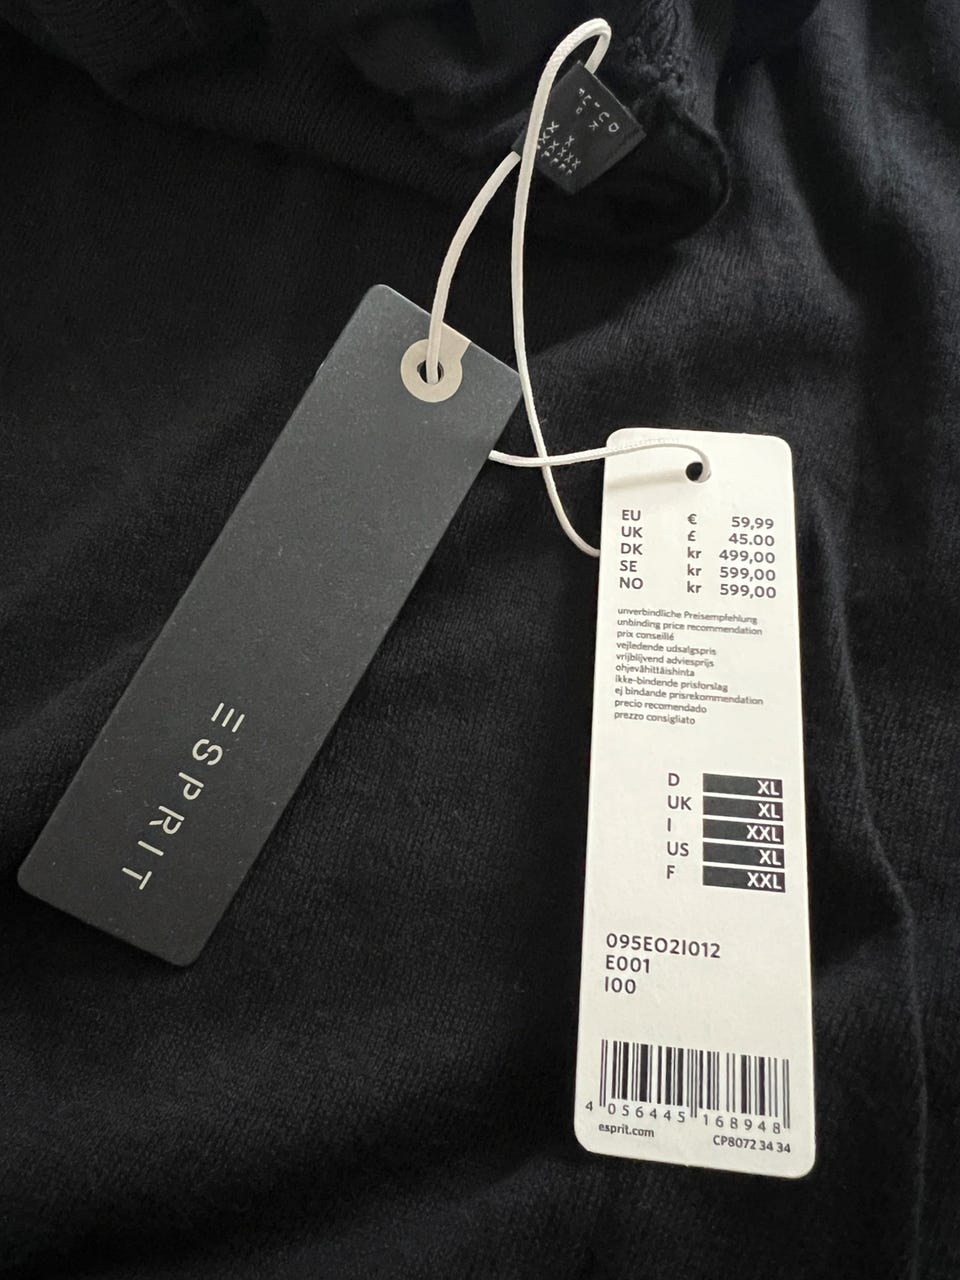 ESPRIT
EU € 59,99
UK £ 45.00
DK kr 499,00
SE kr 599,00
NO kr 599,00
unverbindliche Preisempfehlung
unbinding price recommendation
prix conseillé
vejledende udsalgspris
vrijblijvend adviesprijs
ohjevähittäishinta
ikke-bindende prisforslag
ej bindande prisrekommendation
precio recomendado
prezzo consigliato
D XL
UK XL
I XXL
US XL
F XXL
095EO2I012
E001
I00
4 056445 168948
esprit.com CP8072 34 34